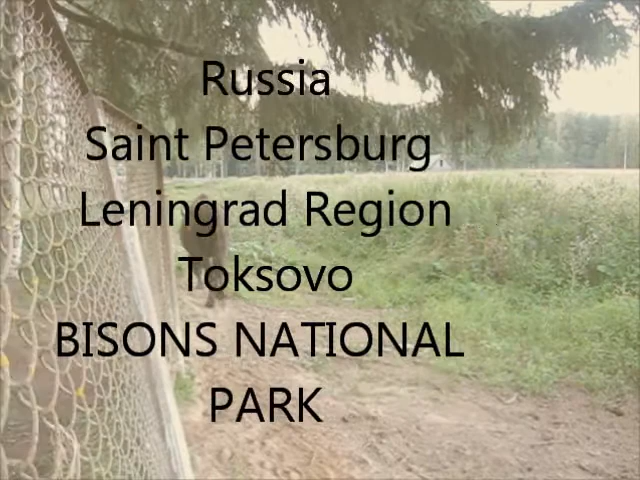 Russia
Saint Petersburg
Leningrad Region
Toksovo
BISONS NATIONAL
PARK